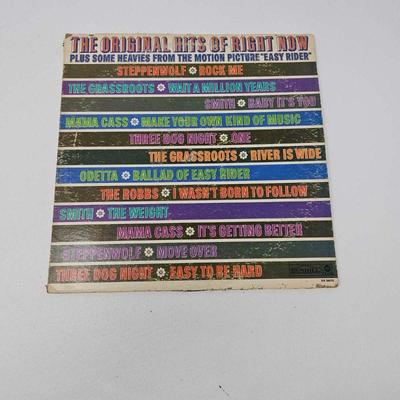 THE ORIGINAL HITS OF RIGHT NOW
PLUS SOME HEAVIES FROM THE MOTION PICTURE "EASY RIDER"
STEPPENWOLF ROCK ME
THE GRASSROOTS WAIT A MILLION YEARS
SMITH BABY IT'S YOU
MAMA CASS MAKE YOUR OWN KIND OF MUSIC
THREE DOG NIGHT ONE
THE GRASSROOTS RIVER IS WIDE
ODETTA BALLAD OF EASY RIDER
THE ROBBS I WASN'T BORN TO FOLLOW
SMITH THE WEIGHT
MAMA CASS IT'S GETTING BETTER
STEPPENWOLF MOVE OVER
THREE DOG NIGHT EASY TO BE HARD